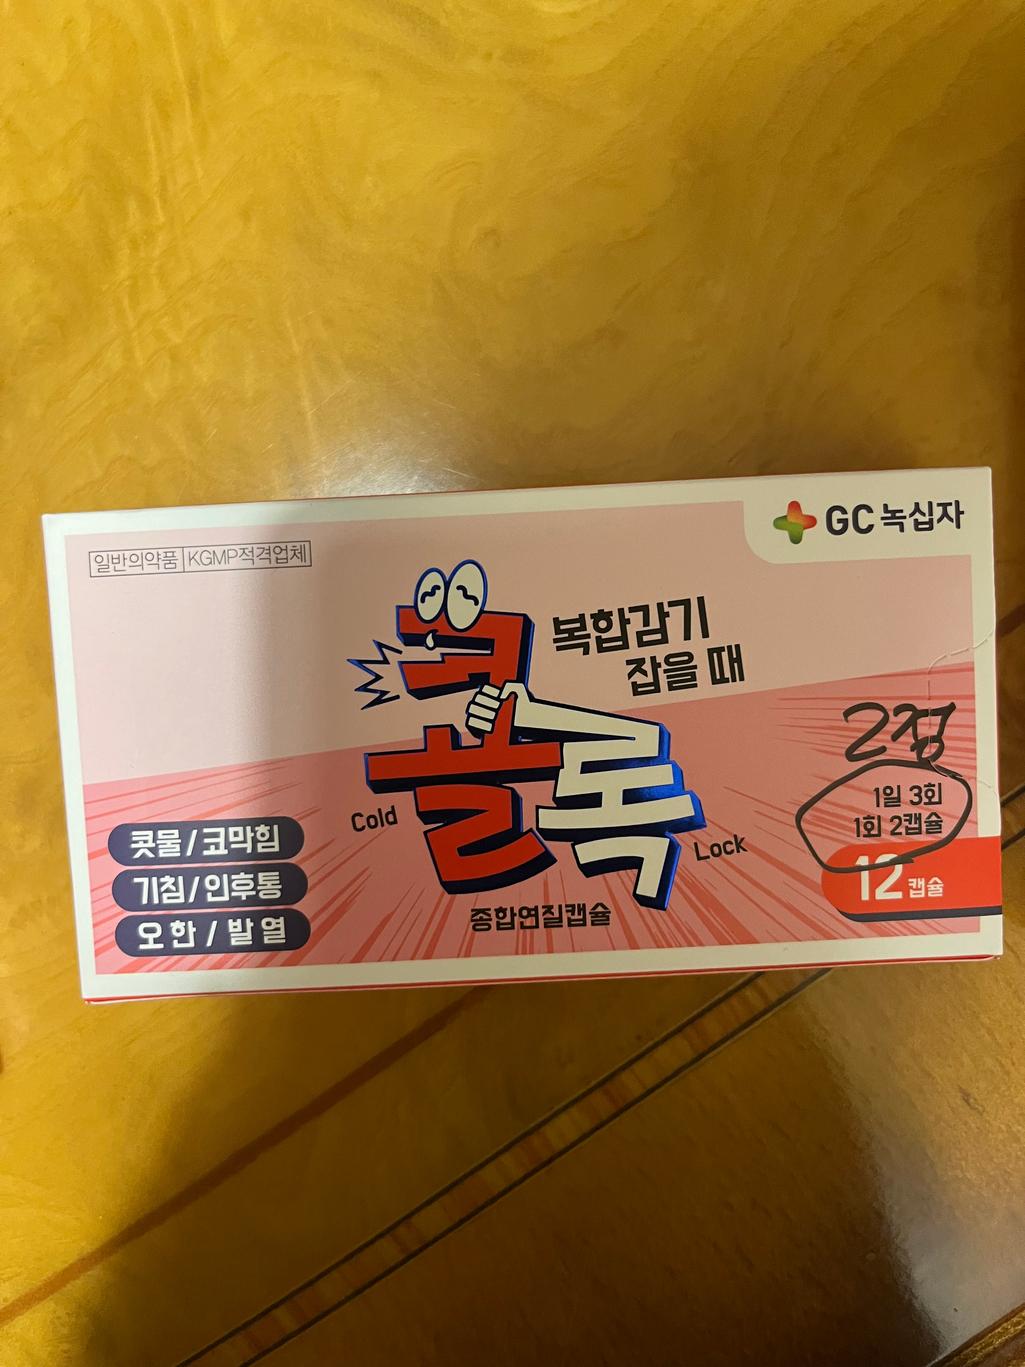 GC 녹십자
일반의약품 KGMP적격업체
복합감기
잡을 때
콜록
Cold
Lock
종합연질캡슐
콧물/코막힘
기침/인후통
오한/발열
1일 3회
1회 2캡슐
12캡슐